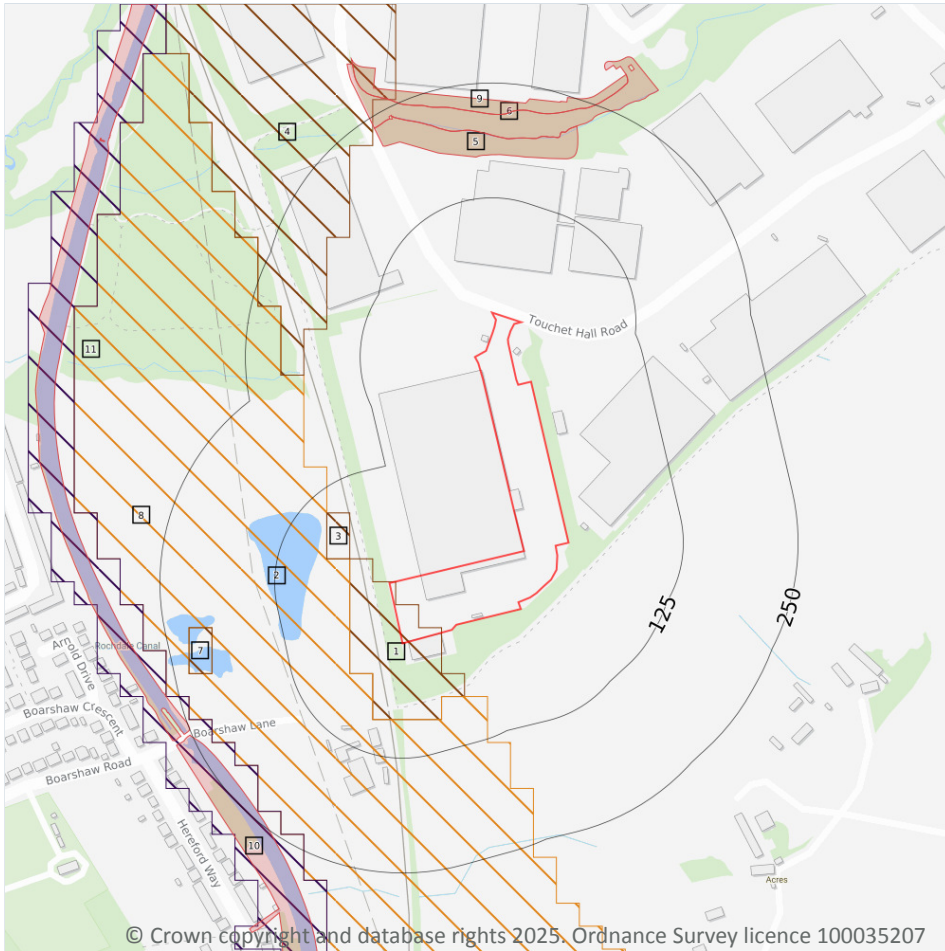 9
6
4
5
Touchet Hall Road
11
8
3
2
125
250
1
Rochdale Canal
7
Arnold Drive
Boarshaw Crescent
Boarshaw Lane
Boarshaw Road
Hereford Way
10
Acres
© Crown copyright and database rights 2025. Ordnance Survey licence 100035207